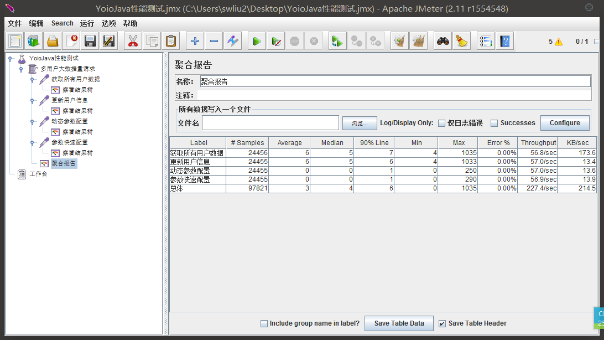 YoioJava性能测试.jmx (C:\Users\swliu2\Desktop\YoioJava性能测试.jmx) - Apache JMeter (2.11 r1554548)
文件 编辑 Search 运行 选项 帮助
5 0 / 1
YoioJava性能测试
多用户大数据量请求
获取所有用户数据
察看结果树
更新用户信息
察看结果树
动态参数配置
察看结果树
参数快速配置
察看结果树
聚合报告
工作台
聚合报告
名称: 聚合报告
注释:
所有数据写入一个文件
文件名 浏览... Log/Display Only: 仅日志错误 Successes Configure
Label # Samples Average Median 90% Line Min Max Error % Throughput KB/sec
获取所有用户数据 24456 6 5 7 4 1035 0.00% 56.8/sec 173.6
更新用户信息 24455 6 5 6 4 1033 0.00% 57.0/sec 13.4
动态参数配置 24455 0 0 1 0 250 0.00% 57.0/sec 13.6
参数快速配置 24455 0 0 1 0 290 0.00% 56.9/sec 13.9
总体 97821 3 4 6 0 1035 0.00% 227.4/sec 214.5
Include group name in label? Save Table Data Save Table Header